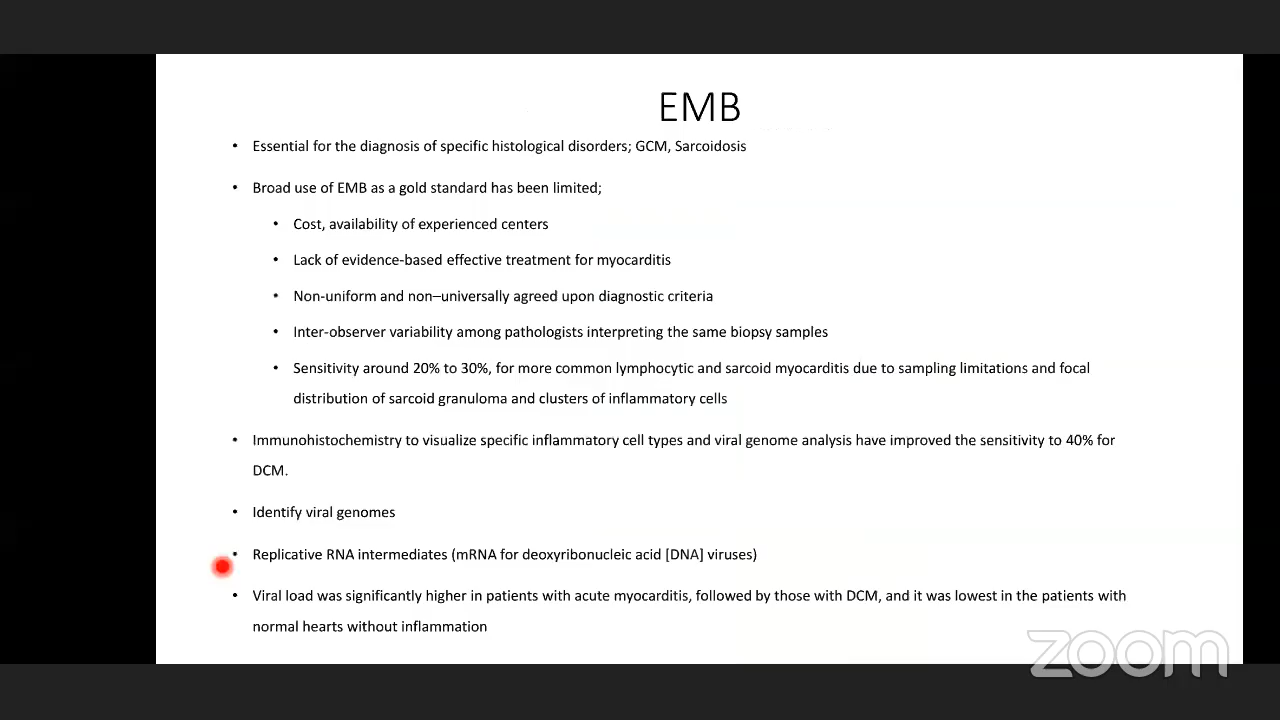 EMB
• Essential for the diagnosis of specific histological disorders; GCM, Sarcoidosis
• Broad use of EMB as a gold standard has been limited;
• Cost, availability of experienced centers
• Lack of evidence-based effective treatment for myocarditis
• Non-uniform and non–universally agreed upon diagnostic criteria
• Inter-observer variability among pathologists interpreting the same biopsy samples
• Sensitivity around 20% to 30%, for more common lymphocytic and sarcoid myocarditis due to sampling limitations and focal
distribution of sarcoid granuloma and clusters of inflammatory cells
• Immunohistochemistry to visualize specific inflammatory cell types and viral genome analysis have improved the sensitivity to 40% for
DCM.
• Identify viral genomes
• Replicative RNA intermediates (mRNA for deoxyribonucleic acid [DNA] viruses)
• Viral load was significantly higher in patients with acute myocarditis, followed by those with DCM, and it was lowest in the patients with
normal hearts without inflammation
zoom